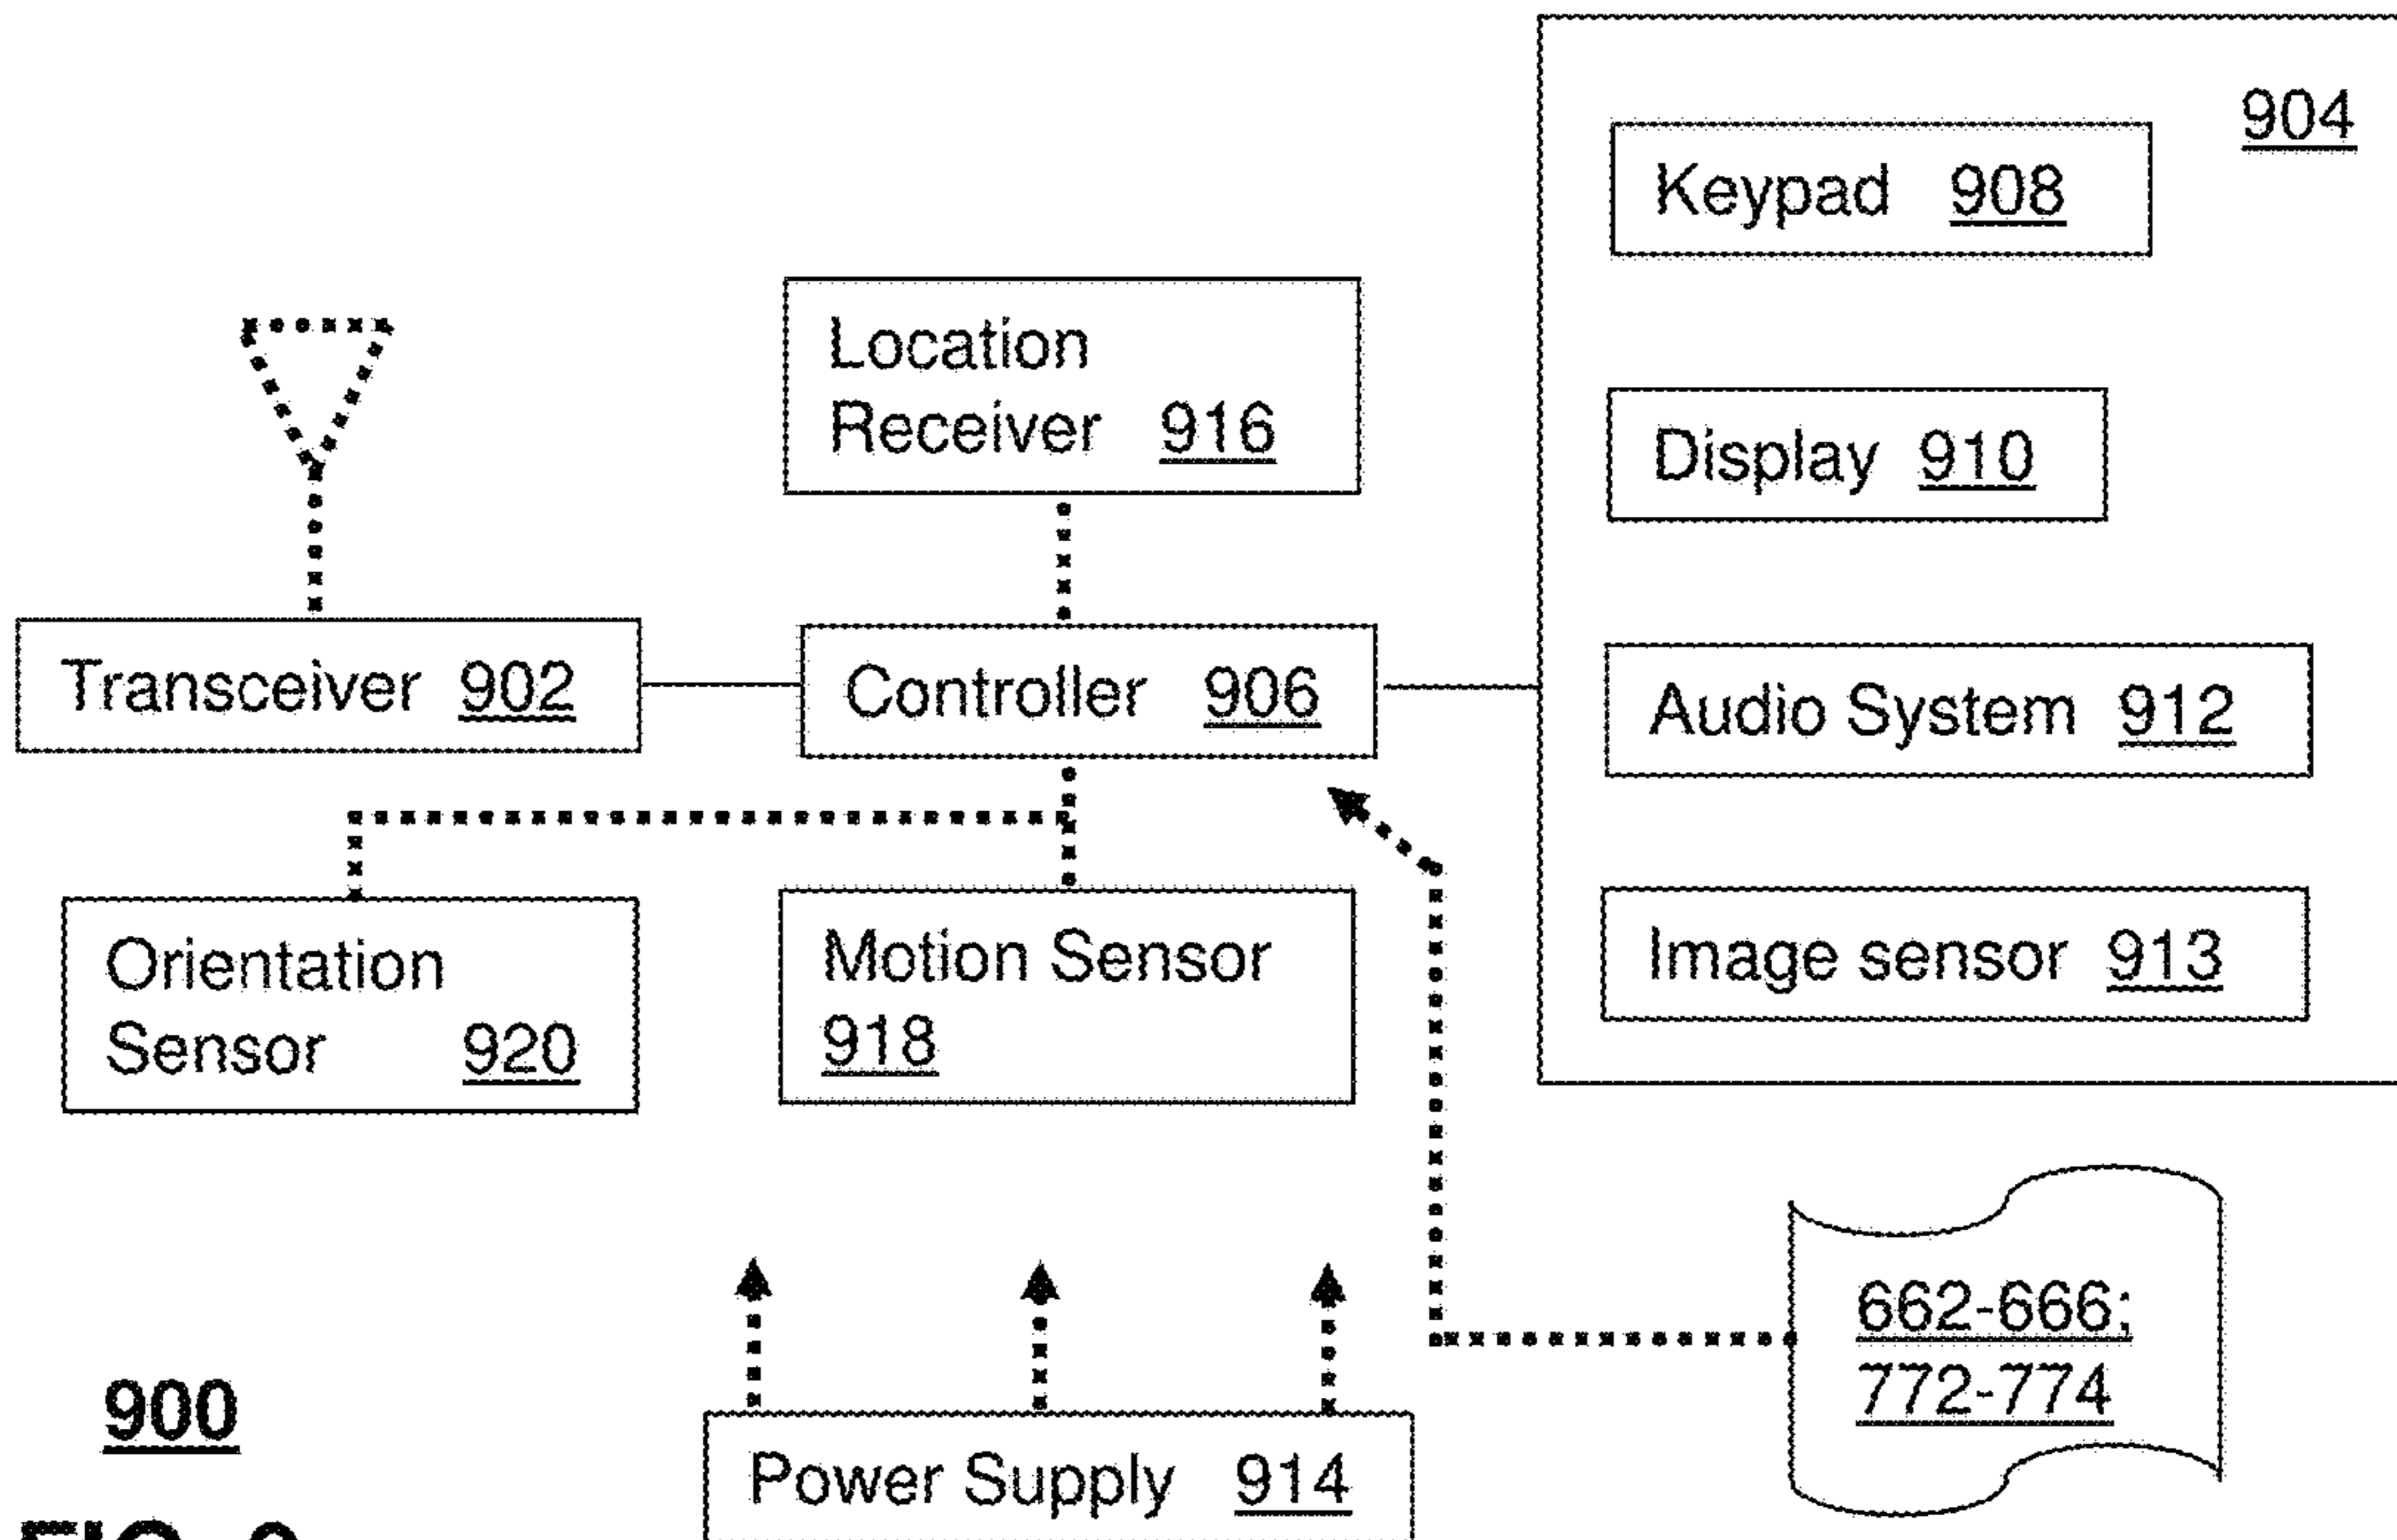 904
Keypad 908
Location
Receiver 916
Display 910
Transceiver 902
Controller 906
Audio System 912
Orientation
Sensor 920
Motion Sensor
918
Image sensor 913
662-666;
772-774
900
Power Supply 914